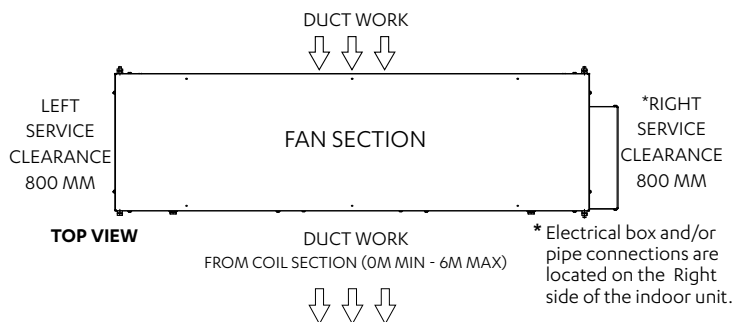 DUCT WORK
LEFT
SERVICE
CLEARANCE
800 MM
FAN SECTION
*RIGHT
SERVICE
CLEARANCE
800 MM
TOP VIEW
DUCT WORK
FROM COIL SECTION (0M MIN - 6M MAX)
* Electrical box and/or
pipe connections are
located on the Right
side of the indoor unit.